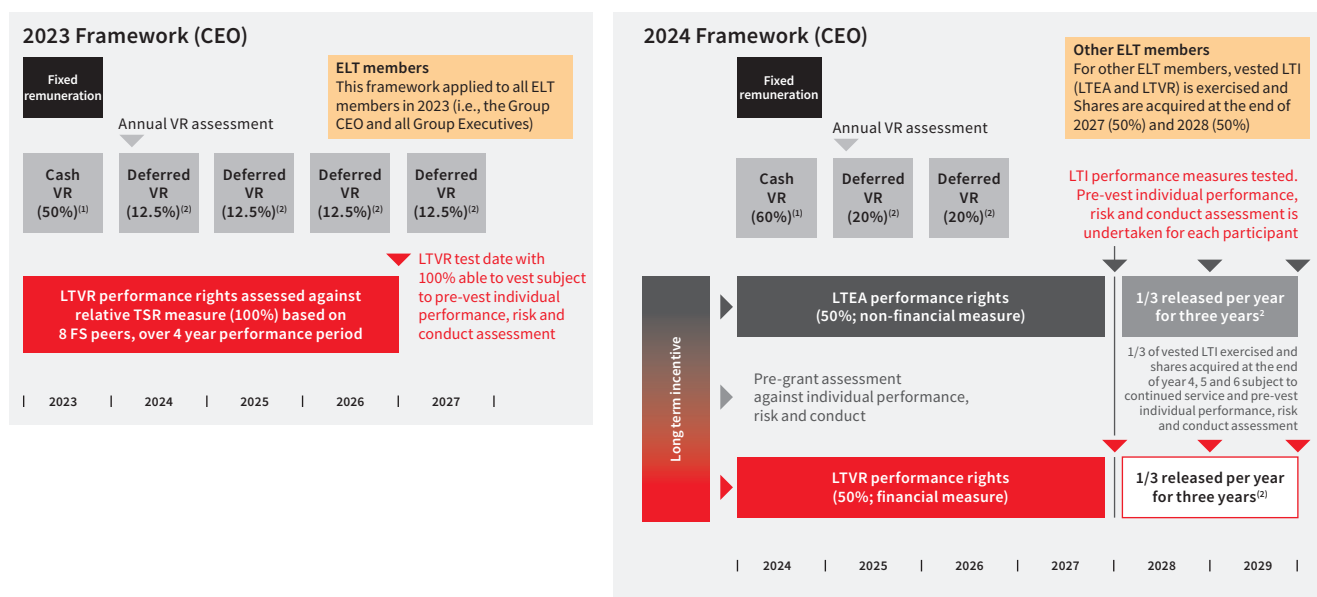 2023 Framework (CEO)
Fixed
remuneration
ELT members
This framework applied to all ELT
members in 2023 (i.e., the Group
CEO and all Group Executives)
Annual VR assessment
Cash
VR
(50%)(1)
Deferred
VR
(12.5%)(2)
Deferred
VR
(12.5%)(2)
Deferred
VR
(12.5%)(2)
Deferred
VR
(12.5%)(2)
LTVR performance rights assessed against
relative TSR measure (100%) based on
8 FS peers, over 4 year performance period
LTVR test date with
100% able to vest subject
to pre-vest individual
performance, risk and
conduct assessment
2023
2024
2025
2026
2027
2024 Framework (CEO)
Fixed
remuneration
Other ELT members
For other ELT members, vested LTI
(LTEA and LTVR) is exercised and
Shares are acquired at the end of
2027 (50%) and 2028 (50%)
Annual VR assessment
Cash
VR
(60%)(1)
Deferred
VR
(20%)(2)
Deferred
VR
(20%)(2)
LTI performance measures tested.
Pre-vest individual performance,
risk and conduct assessment is
undertaken for each participant
Long term incentive
LTEA performance rights
(50%; non-financial measure)
1/3 released per year
for three years2
Pre-grant assessment
against individual performance,
risk and conduct
1/3 of vested LTI exercised and
shares acquired at the end
of year 4, 5 and 6 subject to
continued service and pre-vest
individual performance, risk
and conduct assessment
LTVR performance rights
(50%; financial measure)
1/3 released per year
for three years(2)
2024
2025
2026
2027
2028
2029